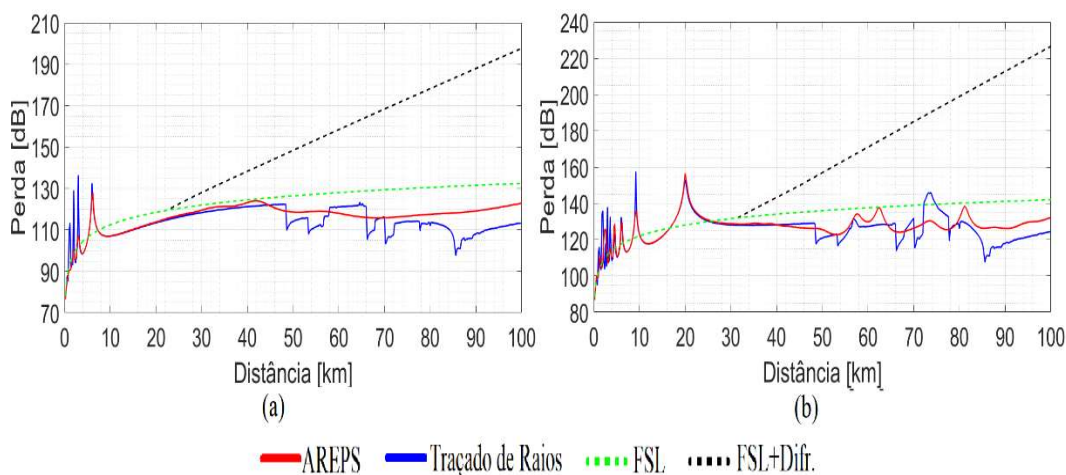 210
190
170
150
130
110
90
70
Perda [dB]
0 10 20 30 40 50 60 70 80 90 100
Distância [km]
(a)
240
220
200
180
160
140
120
100
80
Perda [dB]
0 10 20 30 40 50 60 70 80 90 100
Distância [km]
(b)
AREPS Traçado de Raios FSL FSL+Difr.